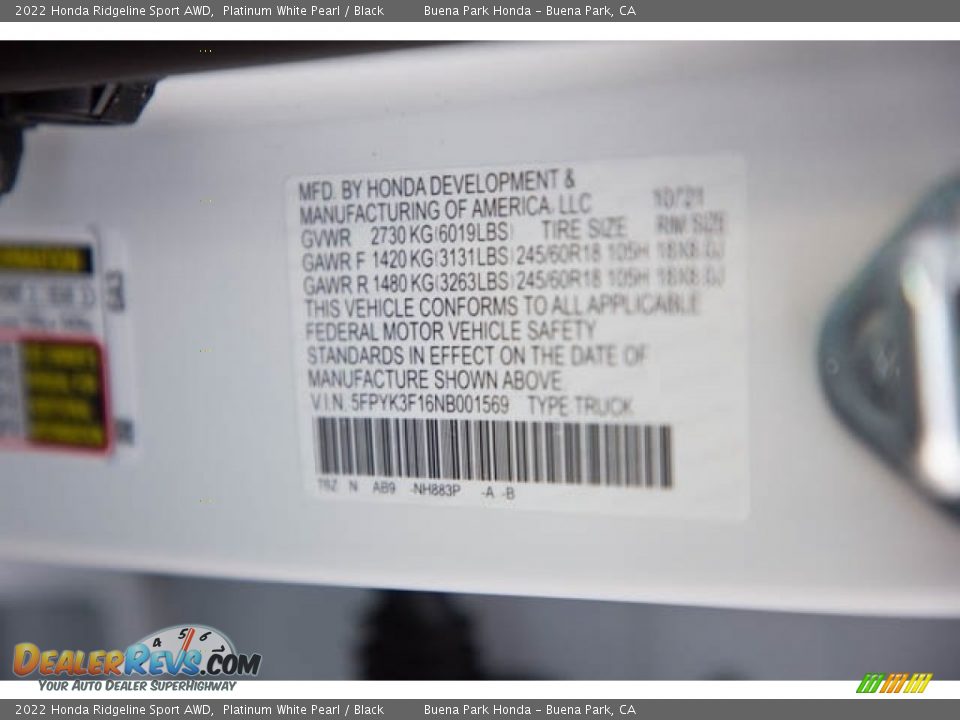 2022 Honda Ridgeline Sport AWD,  Platinum White Pearl / Black        Buena Park Honda – Buena Park, CA
MFD. BY HONDA DEVELOPMENT &
MANUFACTURING OF AMERICA, LLC 10/21
GVWR 2730 KG(6019LBS) TIRE SIZE RIM SIZE
GAWR F 1420 KG(3131LBS) 245/60R18 105H 18X8.0J
GAWR R 1480 KG(3263LBS) 245/60R18 105H 18X8.0J
THIS VEHICLE CONFORMS TO ALL APPLICABLE
FEDERAL MOTOR VEHICLE SAFETY
STANDARDS IN EFFECT ON THE DATE OF
MANUFACTURE SHOWN ABOVE
V.I.N. 5FPYK3F16NB001569 TYPE TRUCK
T6Z N AB9 -NH883P -A -B
4 5 6 7
DEALERREVS.COM
YOUR AUTO DEALER SUPERHIGHWAY
2022 Honda Ridgeline Sport AWD,  Platinum White Pearl / Black        Buena Park Honda – Buena Park, CA